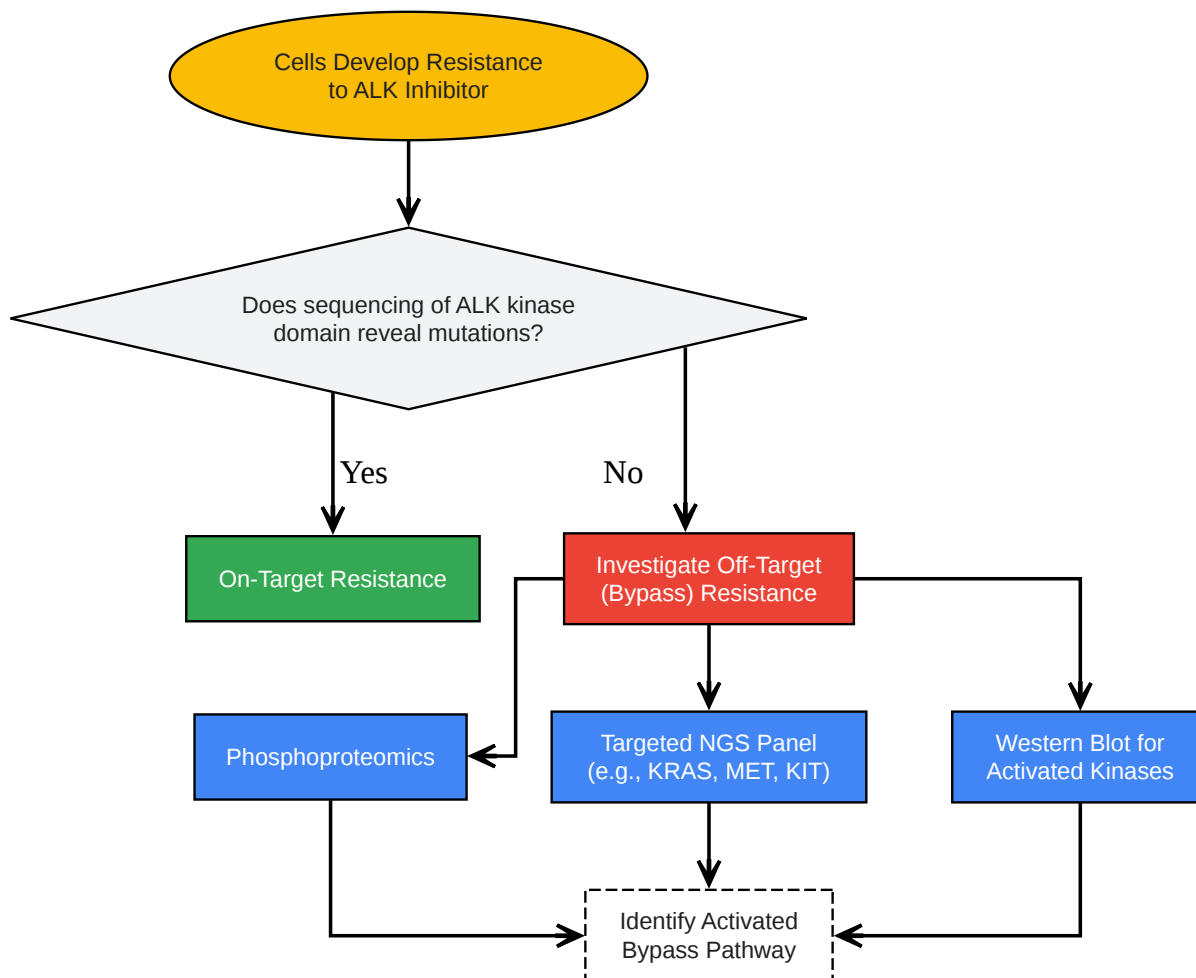 Cells Develop Resistance
to ALK Inhibitor
Does sequencing of ALK kinase
domain reveal mutations?
Yes
No
On-Target Resistance
Investigate Off-Target
(Bypass) Resistance
Phosphoproteomics
Targeted NGS Panel
(e.g., KRAS, MET, KIT)
Western Blot for
Activated Kinases
Identify Activated
Bypass Pathway